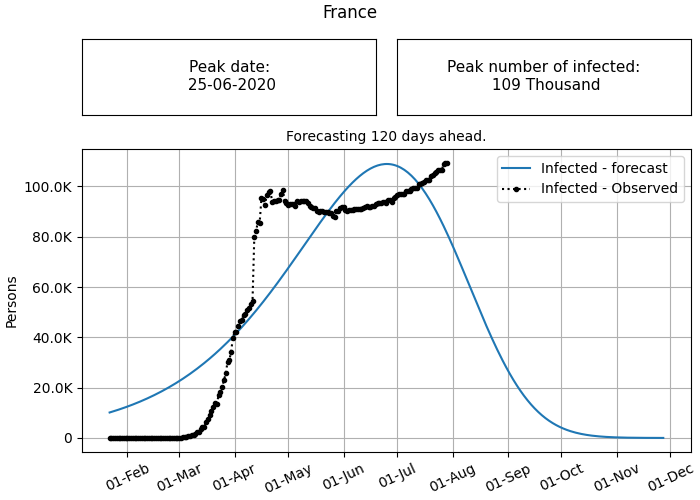 France
Peak date:
25-06-2020
Peak number of infected:
109 Thousand
Forecasting 120 days ahead.
Infected - forecast
Infected - Observed
Persons
100.0K
80.0K
60.0K
40.0K
20.0K
0
01-Feb
01-Mar
01-Apr
01-May
01-Jun
01-Jul
01-Aug
01-Sep
01-Oct
01-Nov
01-Dec